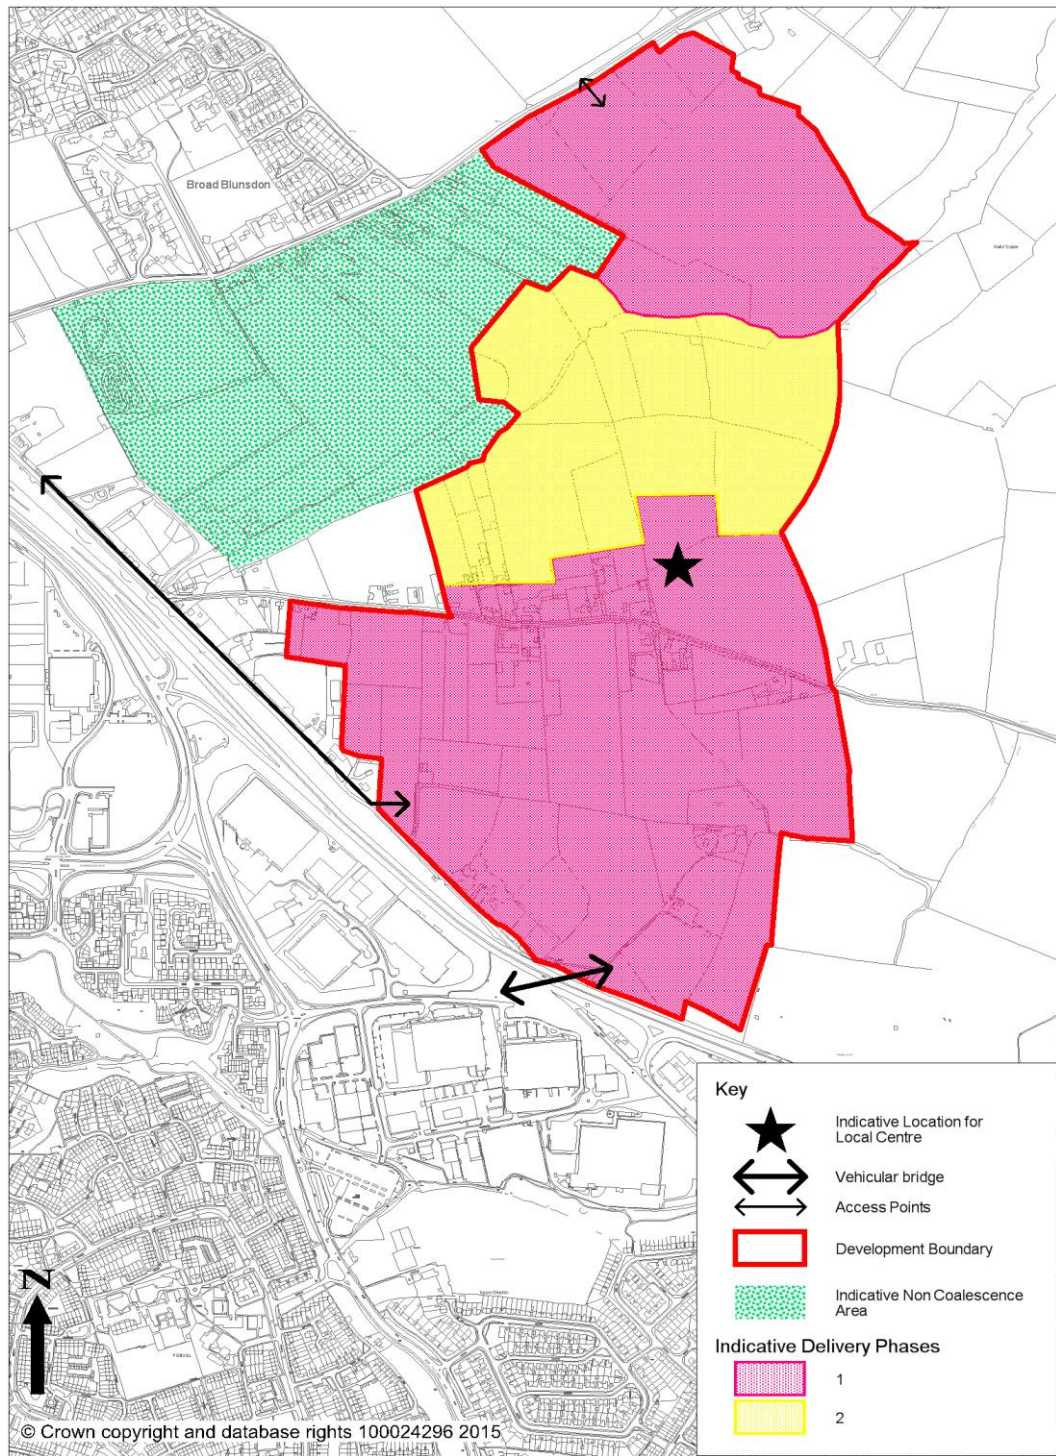 Broad Blunsdon
Key
Indicative Location for
Local Centre
Vehicular bridge
Access Points
Development Boundary
Indicative Non Coalescence
Area
Indicative Delivery Phases
1
2
N
© Crown copyright and database rights 100024296 2015